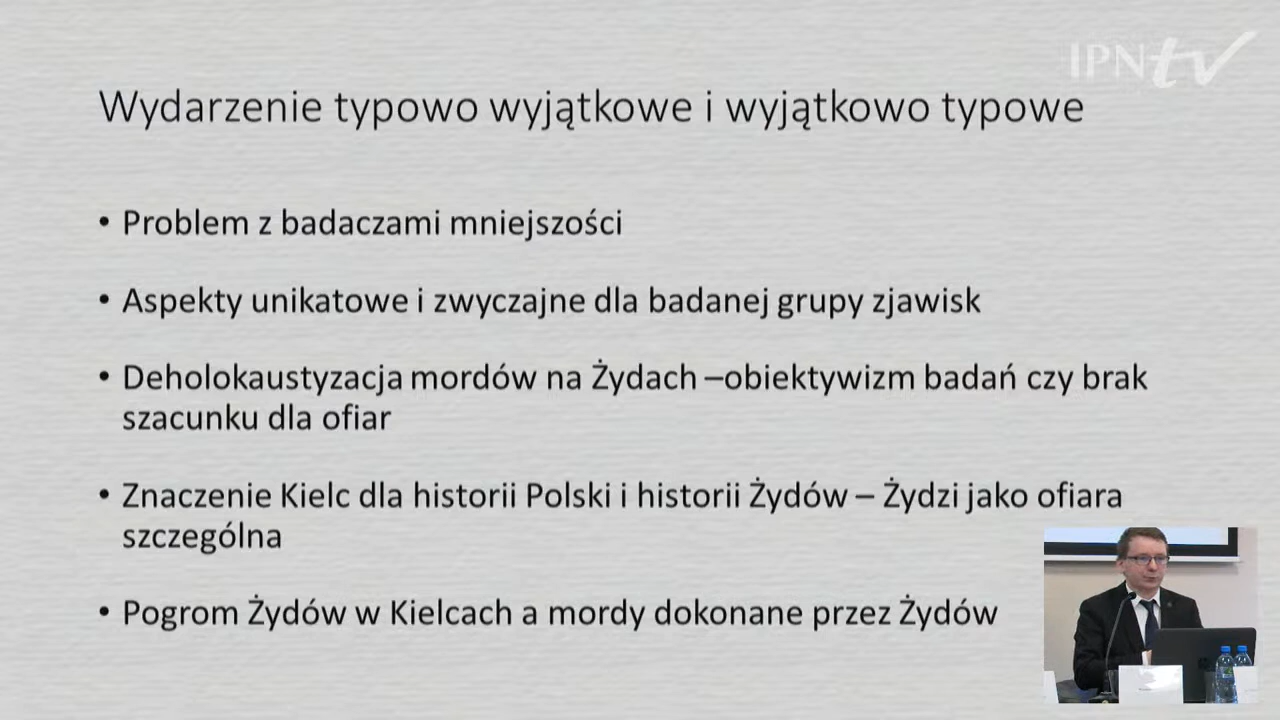 IPNtv
Wydarzenie typowo wyjątkowe i wyjątkowo typowe
• Problem z badaczami mniejszości
• Aspekty unikatowe i zwyczajne dla badanej grupy zjawisk
• Deholokaustyzacja mordów na Żydach –obiektywizm badań czy brak
szacunku dla ofiar
• Znaczenie Kielc dla historii Polski i historii Żydów – Żydzi jako ofiara
szczególna
• Pogrom Żydów w Kielcach a mordy dokonane przez Żydów